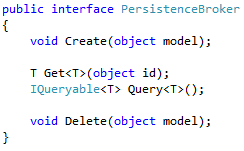 public interface PersistenceBroker
{
    void Create(object model);

    T Get<T>(object id);
    IQueryable<T> Query<T>();

    void Delete(object model);
}